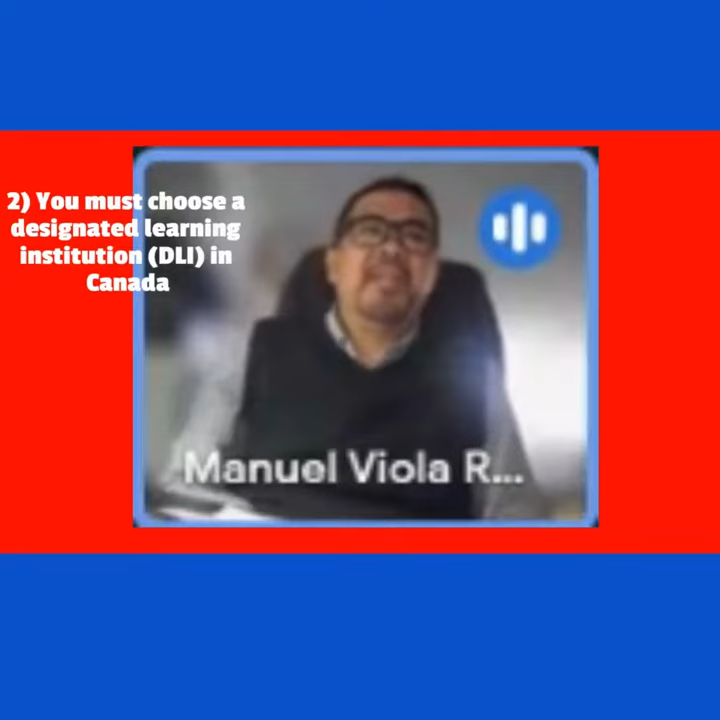 2) You must choose a
designated learning
institution (DLI) in
Canada
Manuel Viola R...